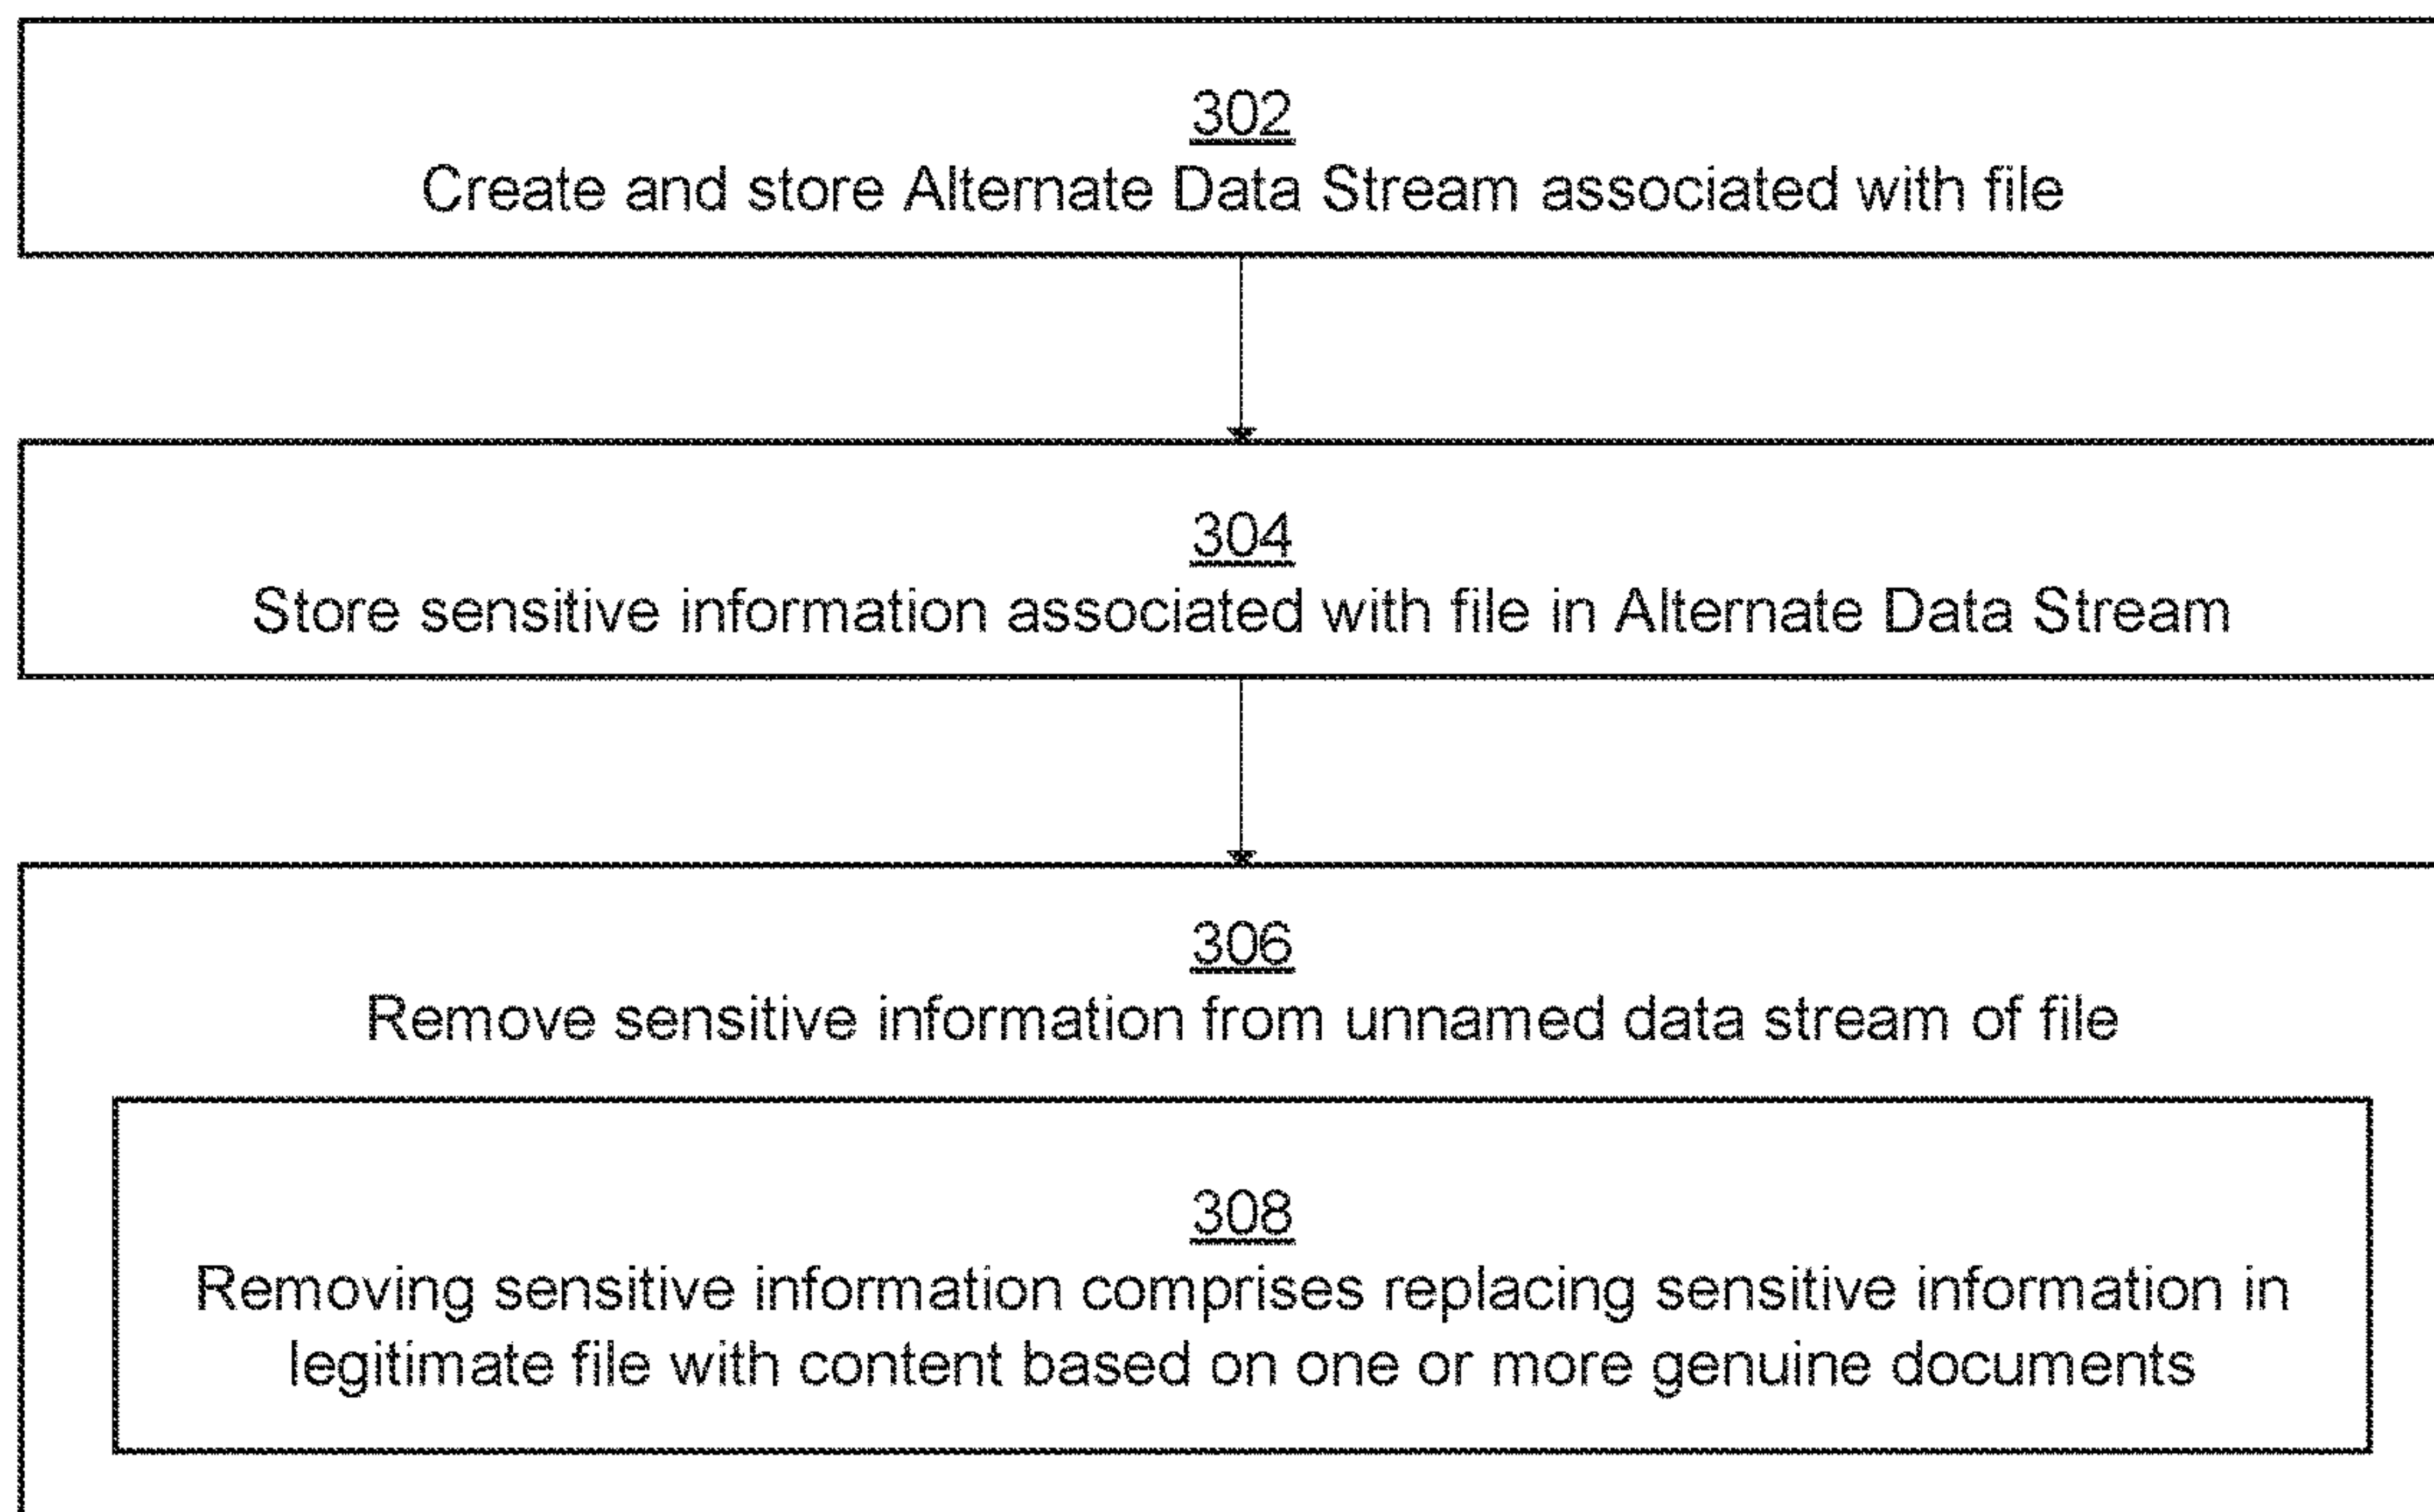 302
Create and store Alternate Data Stream associated with file
304
Store sensitive information associated with file in Alternate Data Stream
306
Remove sensitive information from unnamed data stream of file
308
Removing sensitive information comprises replacing sensitive information in
legitimate file with content based on one or more genuine documents